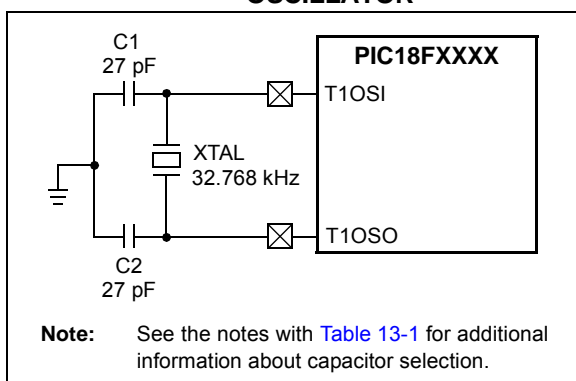 OSCILLATOR
C1
27 pF
PIC18FXXXX
T1OSI
XTAL
32.768 kHz
T1OSO
C2
27 pF
Note: See the notes with Table 13-1 for additional
information about capacitor selection.